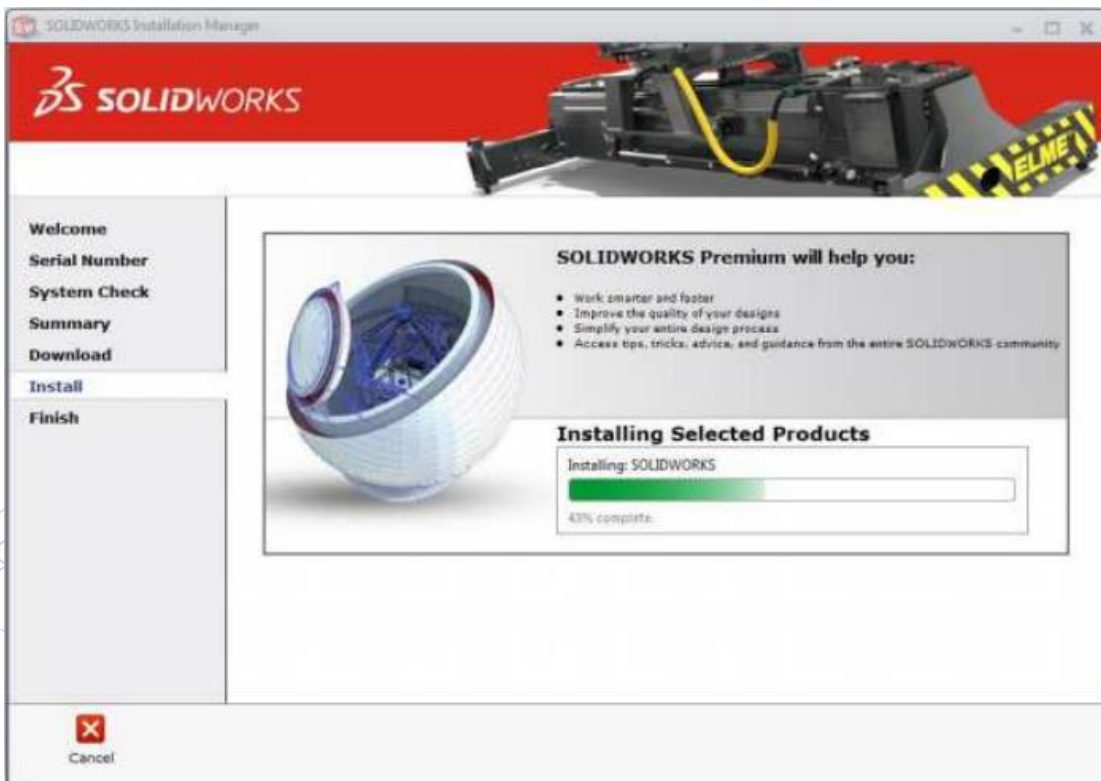 SOLIDWORKS Installation Manager
SOLIDWORKS
ELME
Welcome
Serial Number
System Check
Summary
Download
Install
Finish
SOLIDWORKS Premium will help you:
Work smarter and faster
Improve the quality of your designs
Simplify your entire design process
Access tips, tricks, advice, and guidance from the entire SOLIDWORKS community
Installing Selected Products
Installing: SOLIDWORKS
43% complete.
Cancel